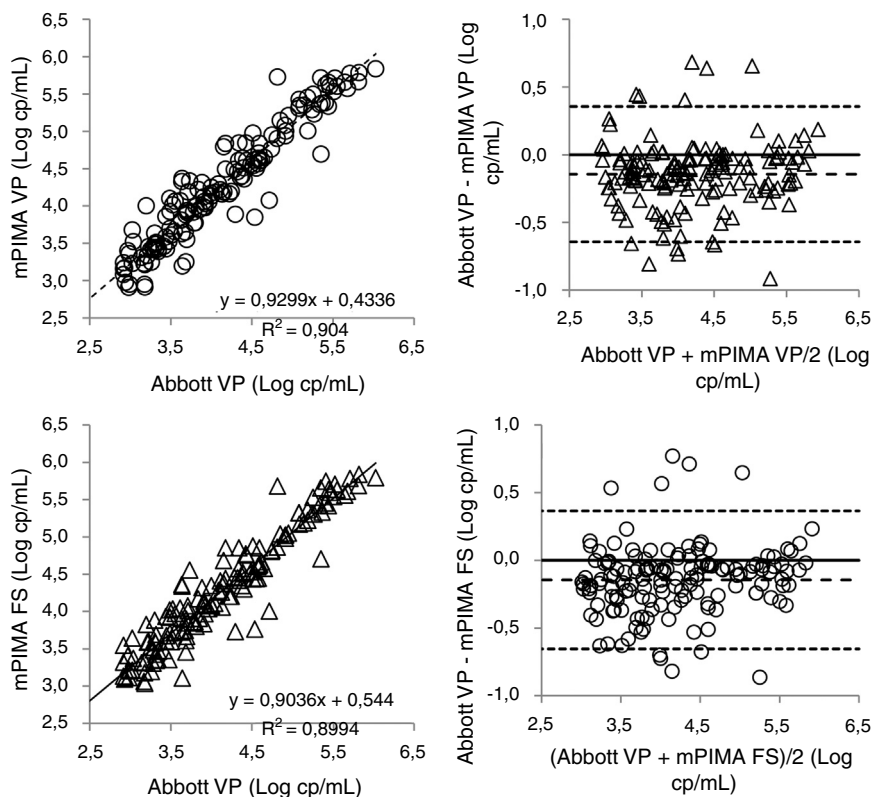 mPIMA VP (Log cp/mL)
6,5
6,0
5,5
5,0
4,5
4,0
3,5
3,0
2,5
y = 0,9299x + 0,4336
R² = 0,904
2,5 3,5 4,5 5,5 6,5
Abbott VP (Log cp/mL)
Abbott VP - mPIMA VP (Log
cp/mL)
1,0
0,5
0,0
-0,5
-1,0
2,5 3,5 4,5 5,5 6,5
Abbott VP + mPIMA VP/2 (Log
cp/mL)
mPIMA FS (Log cp/mL)
6,5
6,0
5,5
5,0
4,5
4,0
3,5
3,0
2,5
y = 0,9036x + 0,544
R² = 0,8994
2,5 3,5 4,5 5,5 6,5
Abbott VP (Log cp/mL)
Abbott VP - mPIMA FS (Log cp/mL)
1,0
0,5
0,0
-0,5
-1,0
2,5 3,5 4,5 5,5 6,5
(Abbott VP + mPIMA FS)/2 (Log
cp/mL)